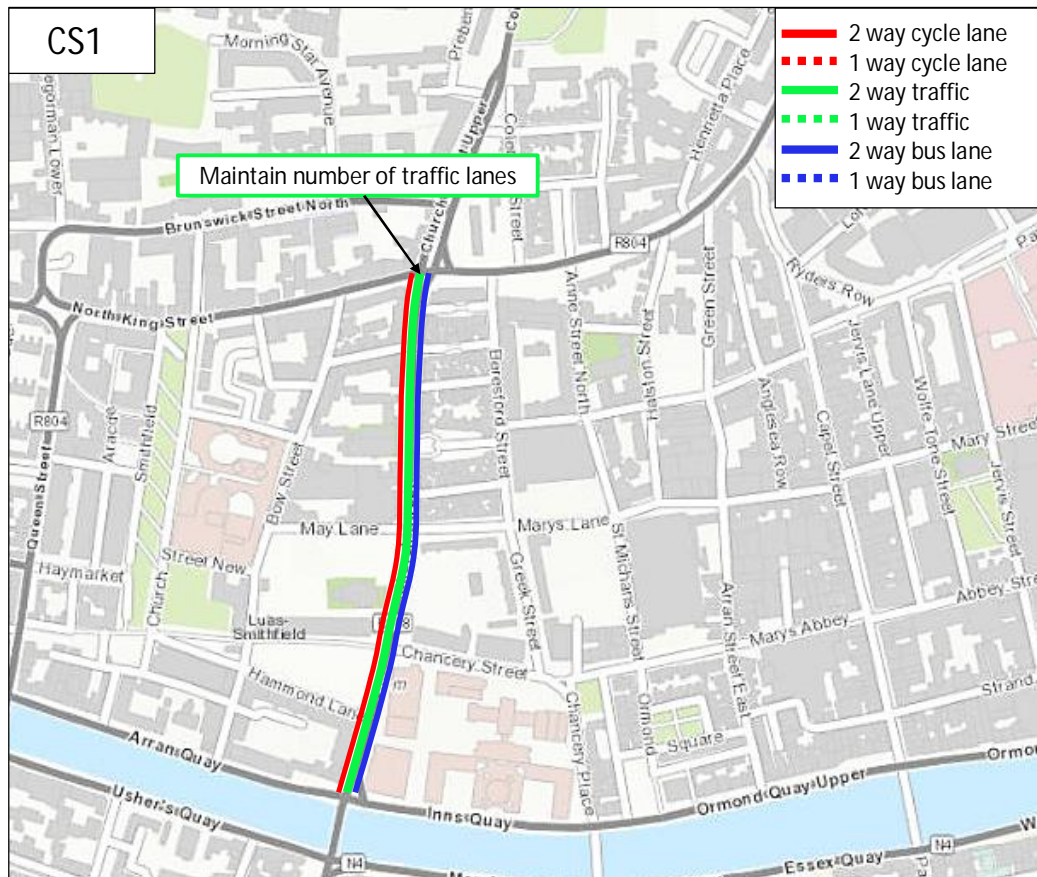 CS1
2 way cycle lane
1 way cycle lane
2 way traffic
1 way traffic
2 way bus lane
1 way bus lane
Morning Star
Avenue
Maintain number of traffic lanes
Brunswick Street North
Church
Upper
Street
Henrietta Place
R804
North King Street
Ryders Row
Green Street
Anne Street North
Halston Street
Beresford Street
Jervis Lane Upper
Wolfe Tone Street
Capel Street
Anglesea Row
Mary Street
Jervis Street
R804
Queen Street
Smithfield
Bow Street
May Lane
Marys Lane
Street New
Haymarket
Church
Greek Street
St Michans Street
Arran Street East
Luas-
Smithfield
Chancery Street
Marys Abbey
Abbey
Hammond Lane
Chancery Place
Ormond
Square
Strand
Arran Quay
Inns Quay
Ormond Quay Upper
Usher's Quay
N4
Essex Quay
N4